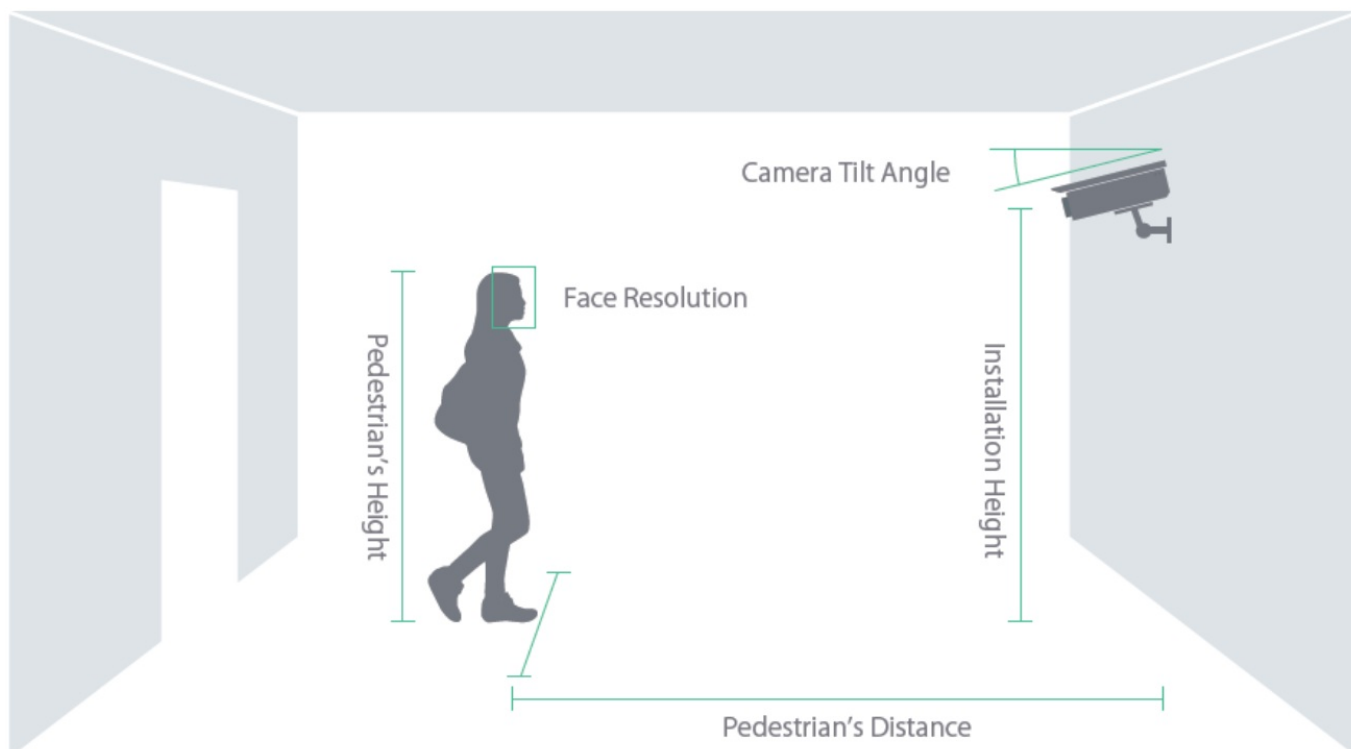 Camera Tilt Angle
Face Resolution
Pedestrian's Height
Installation Height
Pedestrian's Distance